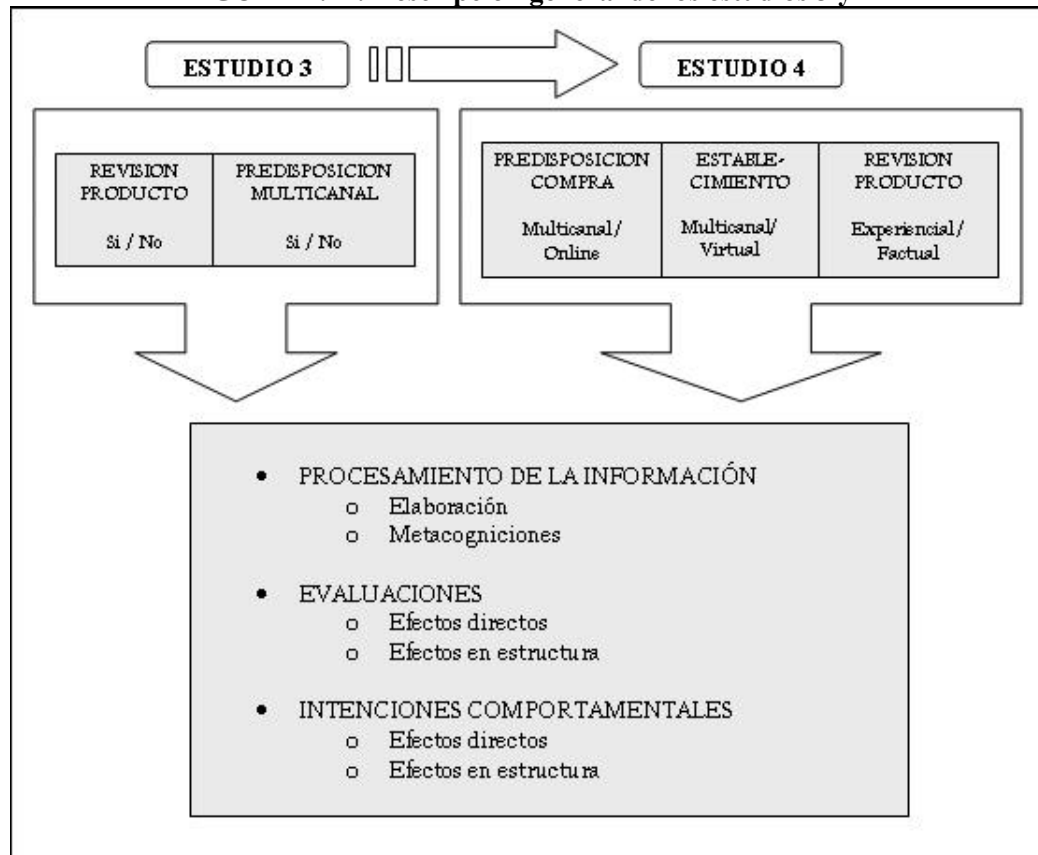 ESTUDIO 3
ESTUDIO 4
REVISION
PRODUCTO
Si / No
PREDISPOSICION
MULTICANAL
Si / No
PREDISPOSICION
COMPRA
Multicanal/
Online
ESTABLE-
CIMIENTO
Multicanal/
Virtual
REVISION
PRODUCTO
Experiencial/
Factual
• PROCESAMIENTO DE LA INFORMACIÓN
o Elaboración
o Metacogniciones
• EVALUACIONES
o Efectos directos
o Efectos en estructura
• INTENCIONES COMPORTAMENTALES
o Efectos directos
o Efectos en estructura